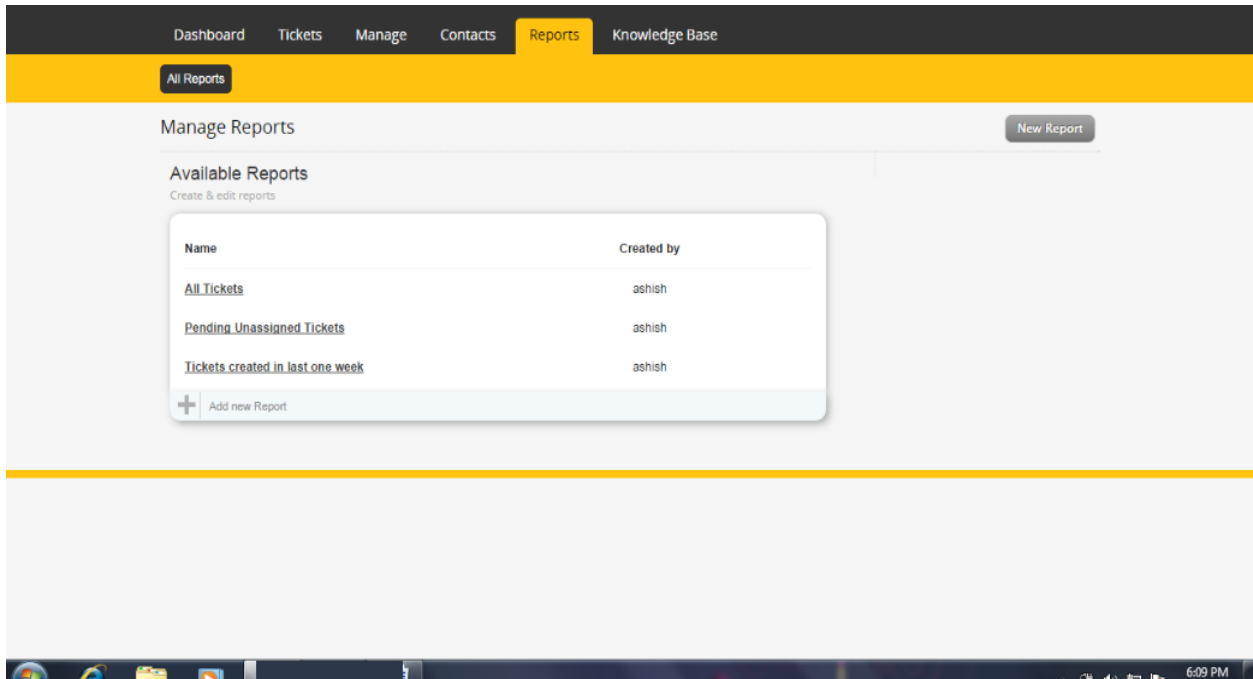 Dashboard Tickets Manage Contacts Reports Knowledge Base
All Reports
Manage Reports New Report
Available Reports
Create & edit reports
Name Created by
All Tickets ashish
Pending Unassigned Tickets ashish
Tickets created in last one week ashish
Add new Report
6:09 PM